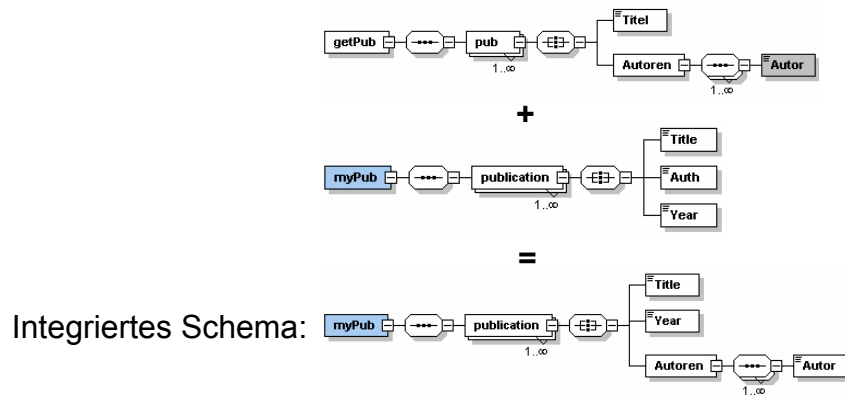 Titel
getPub pub
1..∞
Autoren Autor
1..∞
+
Title
myPub publication Auth
1..∞
Year
=
Title
Integriertes Schema: myPub publication Year
1..∞
Autoren Autor
1..∞